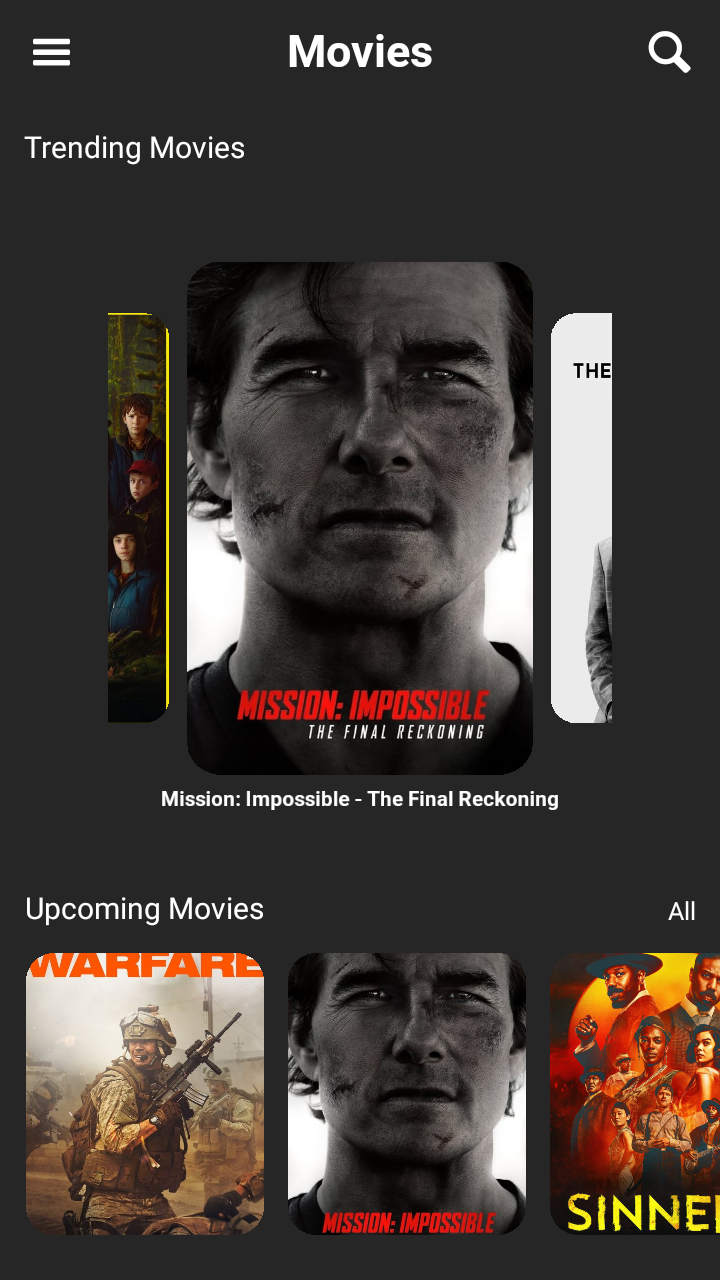 Movies
Trending Movies
THE
MISSION: IMPOSSIBLE
THE FINAL RECKONING
Mission: Impossible - The Final Reckoning
Upcoming Movies
All
WARFARE
MISSION: IMPOSSIBLE
SINNE